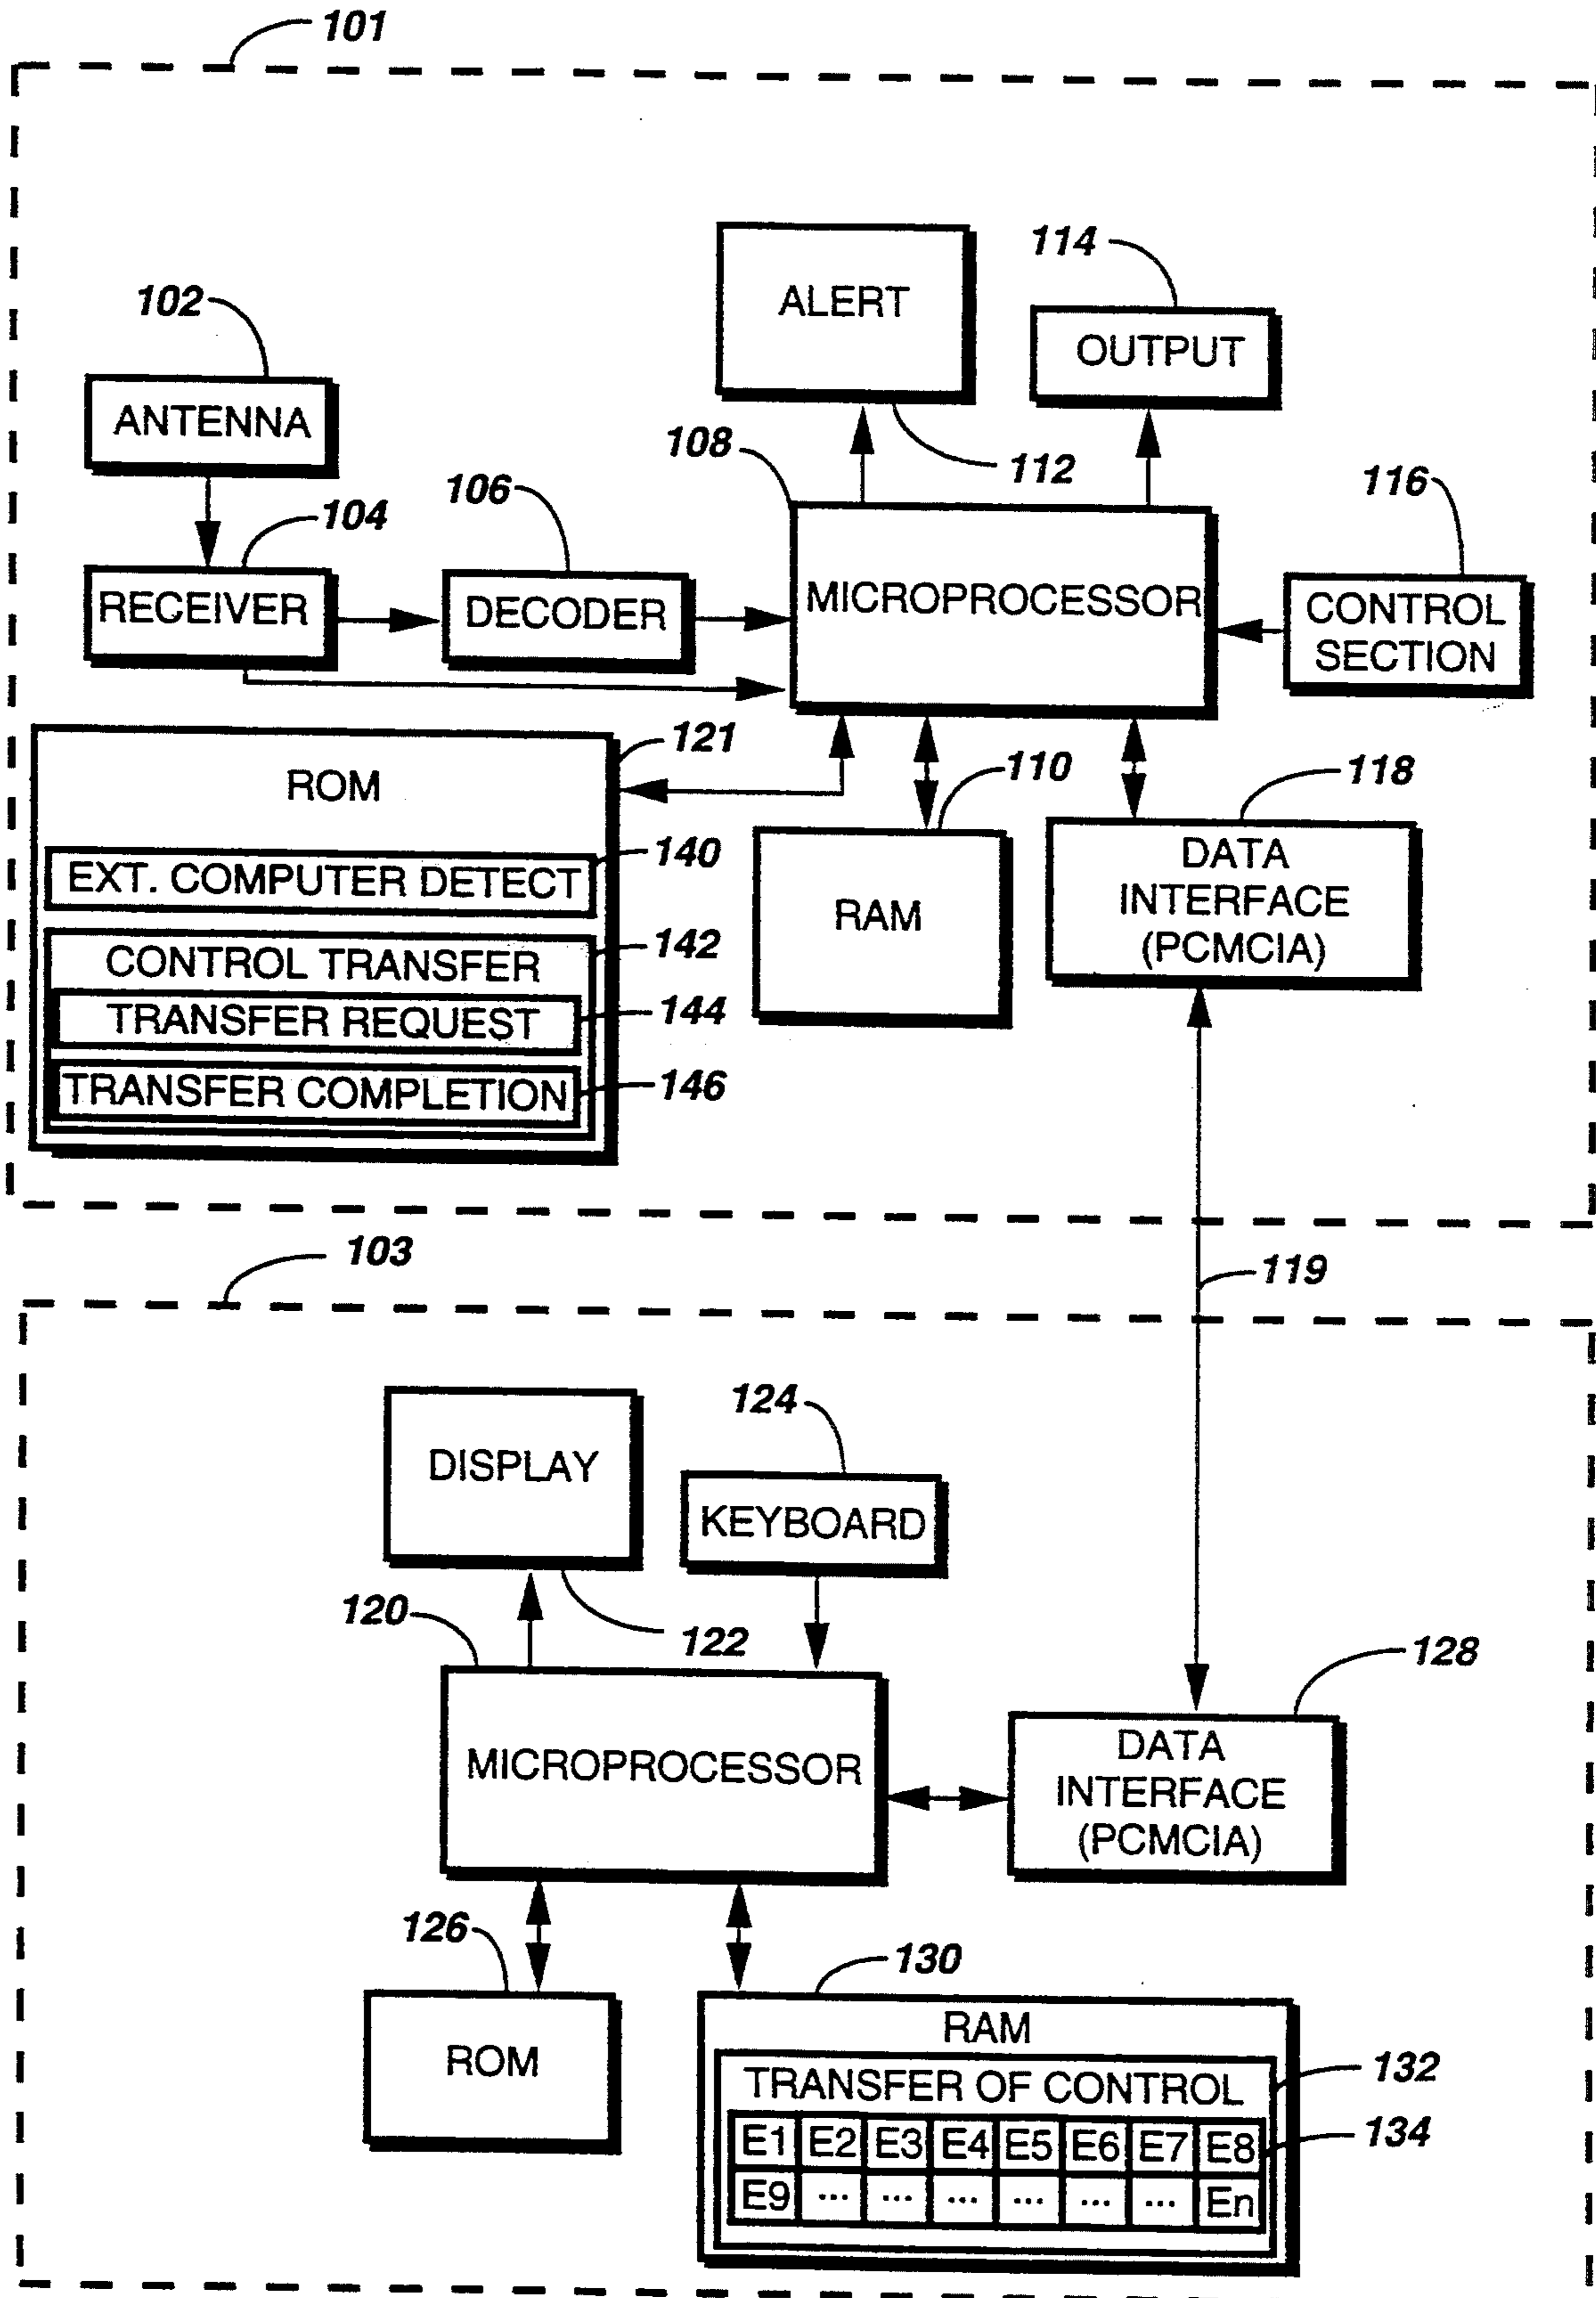 101
102
ANTENNA
104
RECEIVER
106
DECODER
108
MICROPROCESSOR
ALERT
112
114
OUTPUT
116
CONTROL
SECTION
121
ROM
140
EXT. COMPUTER DETECT
142
CONTROL TRANSFER
TRANSFER REQUEST
144
TRANSFER COMPLETION
146
110
RAM
118
DATA
INTERFACE
(PCMCIA)
119
103
DISPLAY
122
124
KEYBOARD
120
MICROPROCESSOR
128
DATA
INTERFACE
(PCMCIA)
126
ROM
130
RAM
132
TRANSFER OF CONTROL
E1 E2 E3 E4 E5 E6 E7 E8
134
E9 ... ... ... ... ... ... En